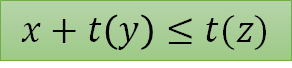 x + t(y) ≤ t(z)